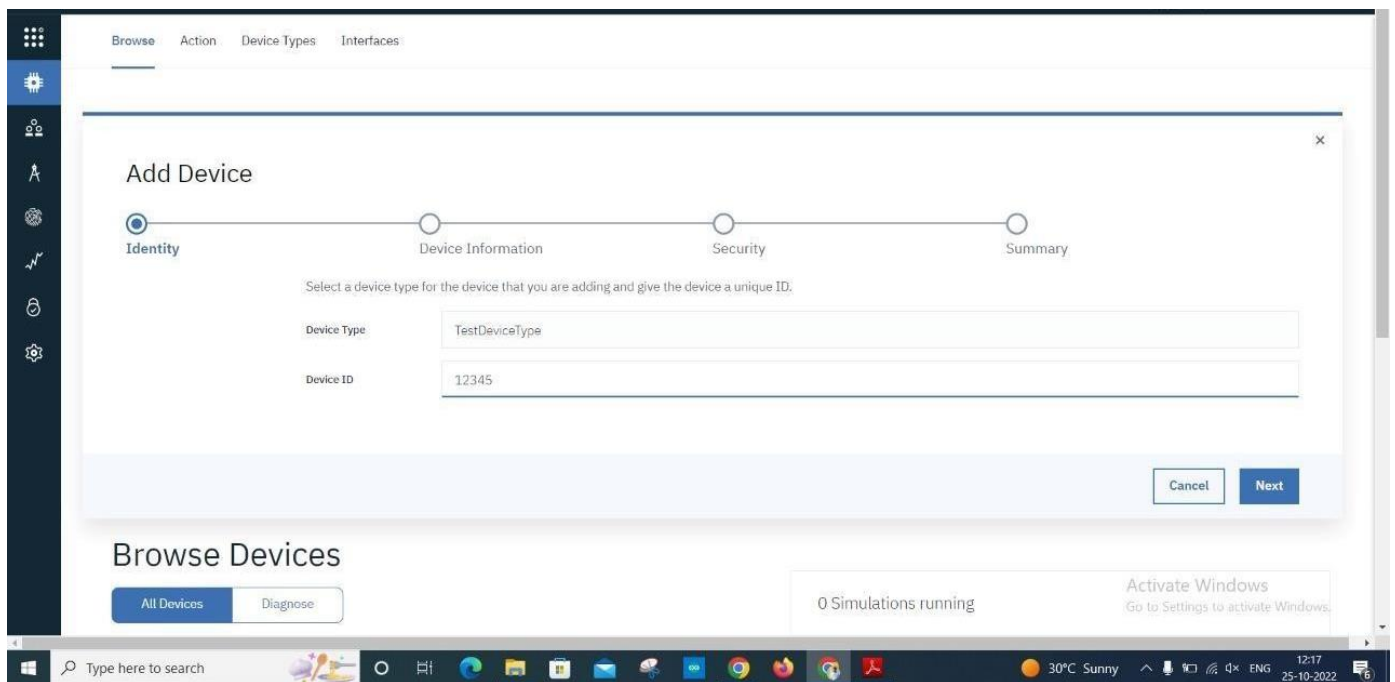 Browse Action Device Types Interfaces
×
Add Device
Identity Device Information Security Summary
Select a device type for the device that you are adding and give the device a unique ID.
Device Type TestDeviceType
Device ID 12345
Cancel Next
Browse Devices
All Devices Diagnose
0 Simulations running
Activate Windows
Go to Settings to activate Windows.
Type here to search
30°C Sunny
ENG
12:17
25-10-2022
6